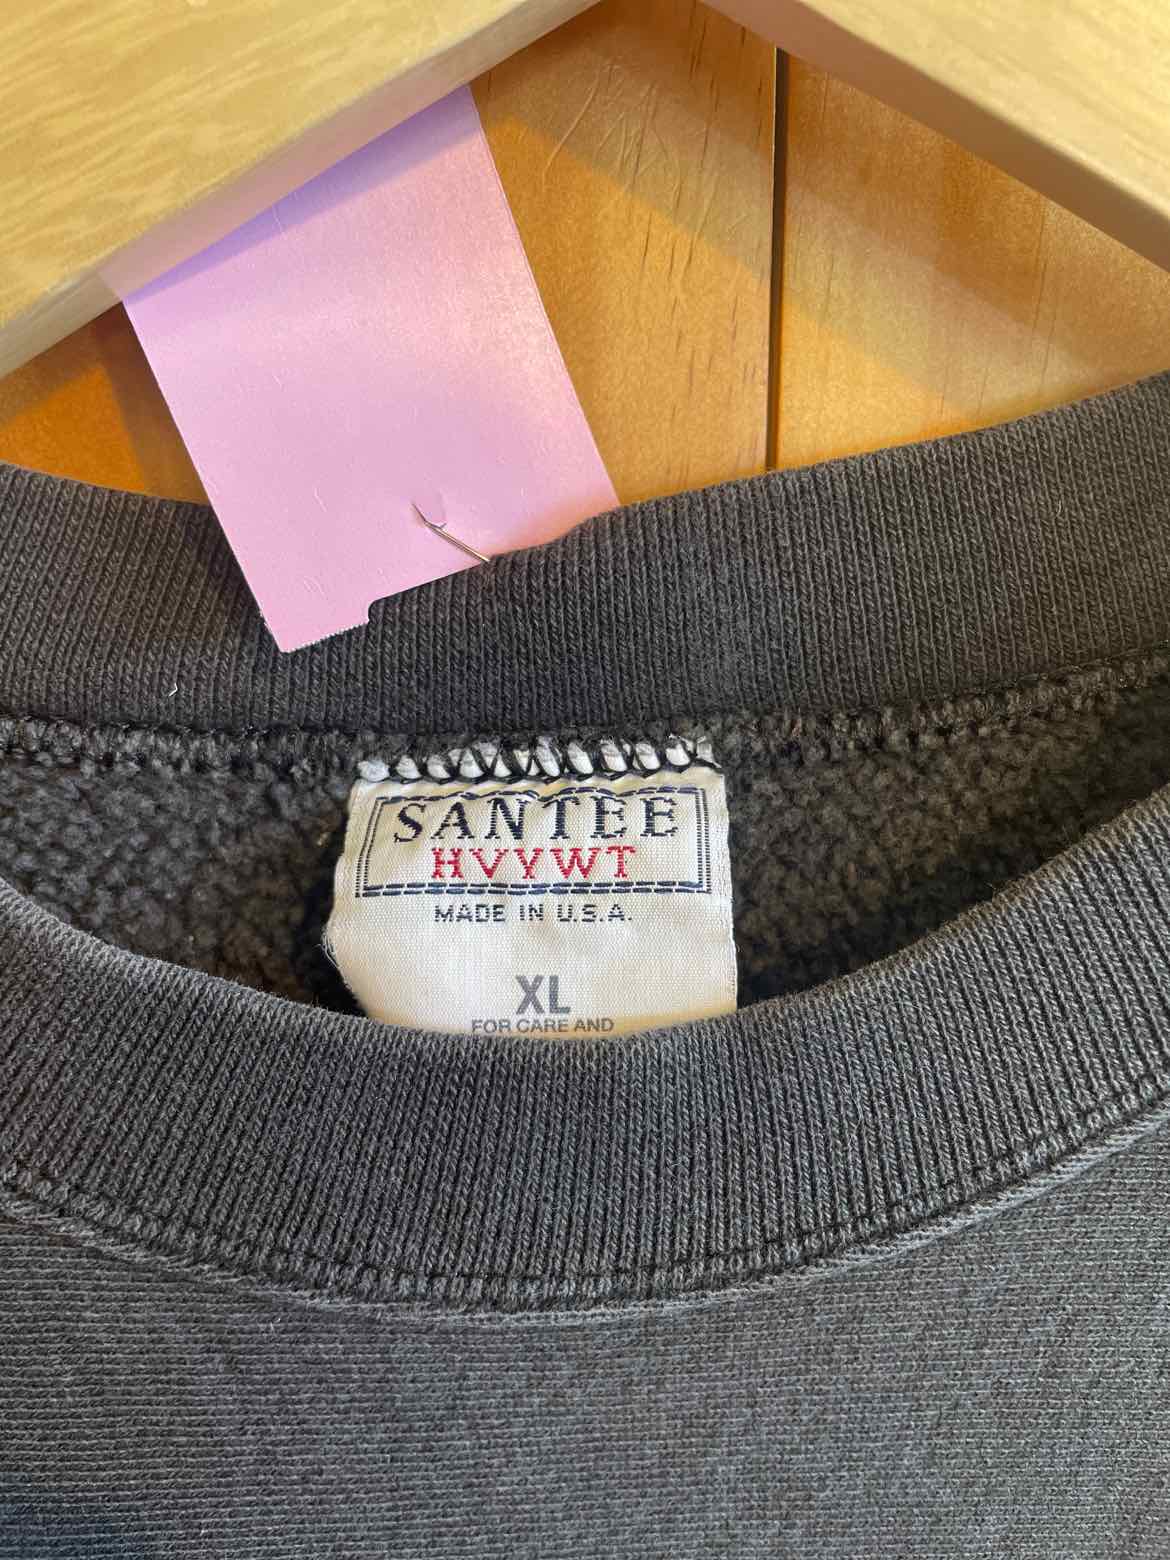 SANTEE
HVYWT
MADE IN U.S.A.
XL
FOR CARE AND